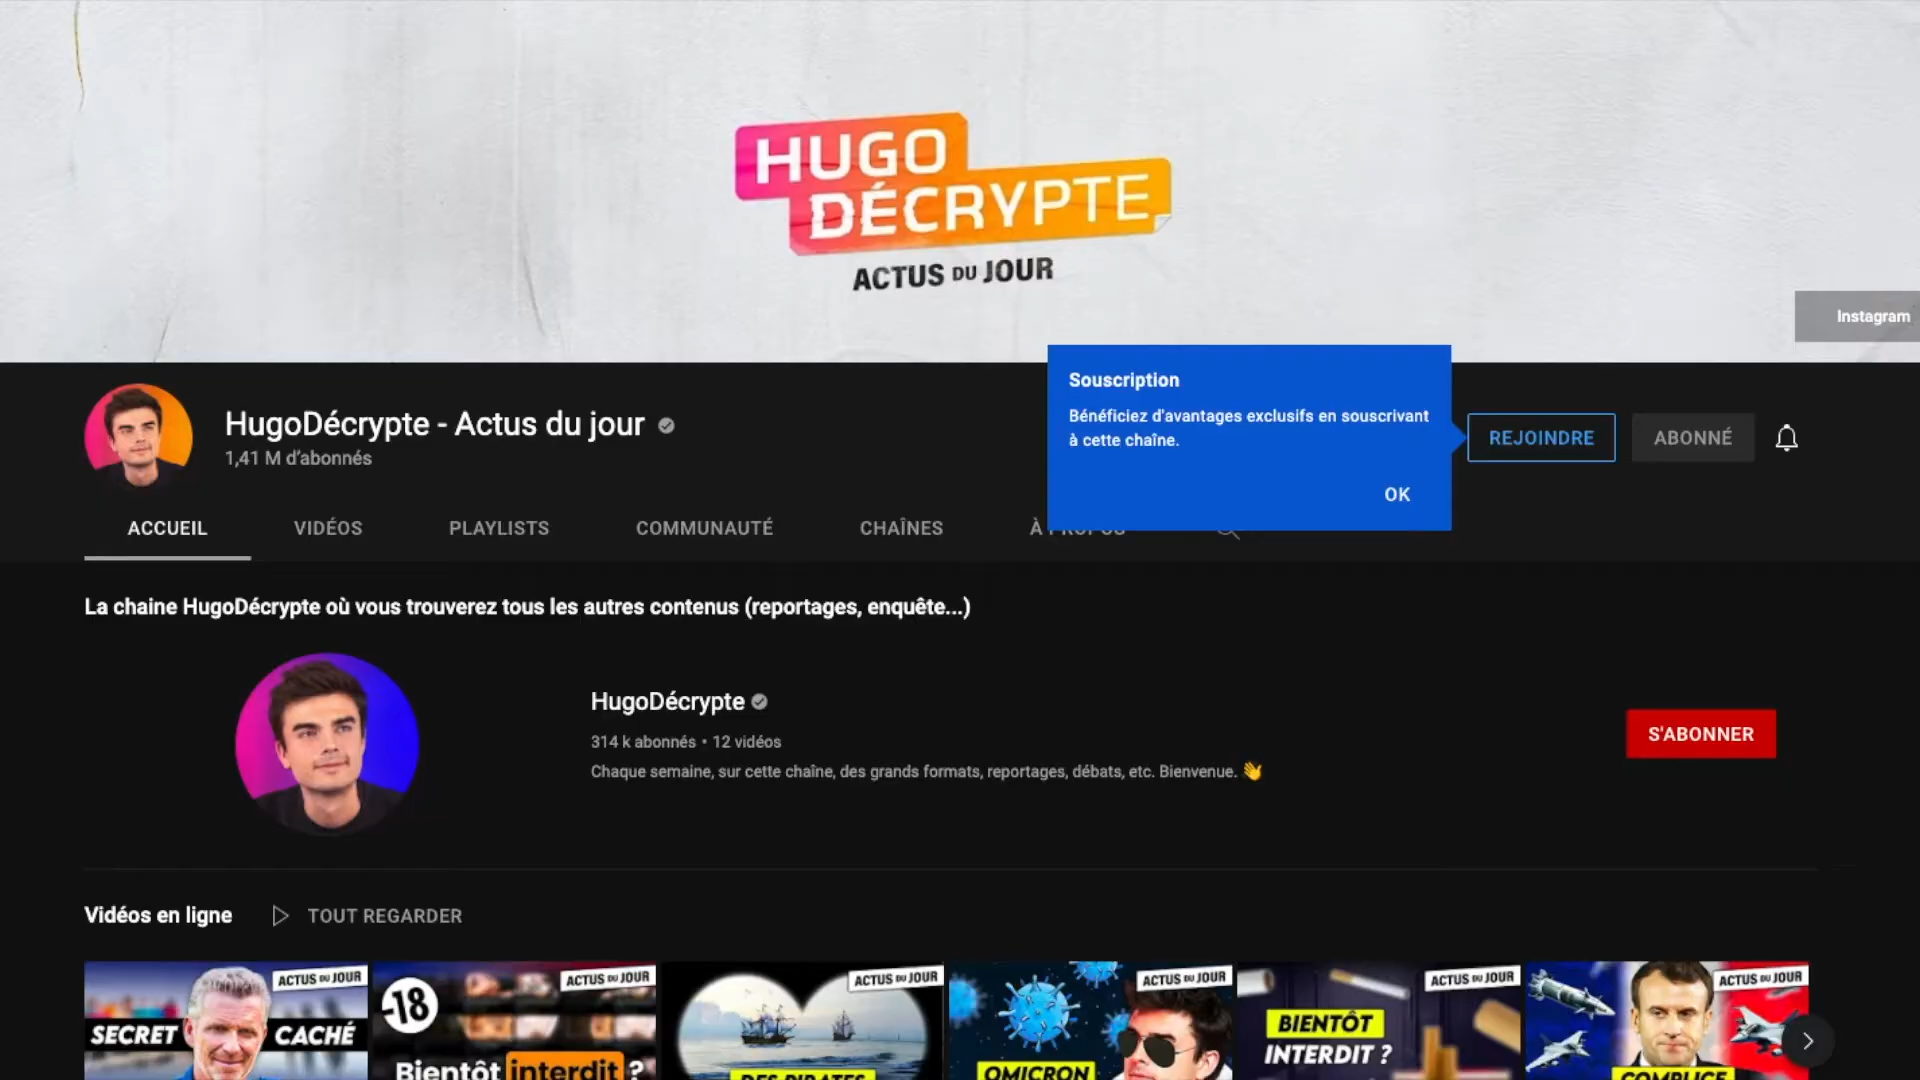 HUGO
DÉCRYPTE
ACTUS DU JOUR
Instagram
Souscription
Bénéficiez d'avantages exclusifs en souscrivant
à cette chaîne.
OK
HugoDécrypte - Actus du jour
1,41 M d'abonnés
REJOINDRE
ABONNÉ
ACCUEIL
VIDÉOS
PLAYLISTS
COMMUNAUTÉ
CHAÎNES
À PROPOS
La chaine HugoDécrypte où vous trouverez tous les autres contenus (reportages, enquête...)
HugoDécrypte
314 k abonnés • 12 vidéos
Chaque semaine, sur cette chaîne, des grands formats, reportages, débats, etc. Bienvenue. 👋
S'ABONNER
Vidéos en ligne
TOUT REGARDER
ACTUS DU JOUR
SECRET CACHÉ
ACTUS DU JOUR
-18
Bientôt interdit ?
ACTUS DU JOUR
DES PIRATES
ACTUS DU JOUR
OMICRON
ACTUS DU JOUR
BIENTÔT
INTERDIT ?
ACTUS DU JOUR
COMPLICE